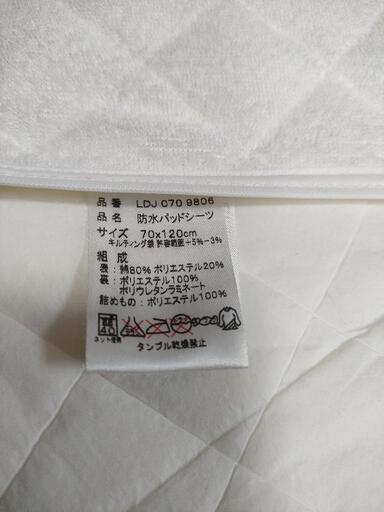 品番 LDJ 070 9806
品名 防水パッドシーツ
サイズ 70x120cm
キルティング製 許容範囲+5%-3%
組成
表:綿80% ポリエステル20%
裏:ポリエステル100%
ポリウレタンラミネート
詰めもの:ポリエステル100%
40
ネット使用
タンブル乾燥禁止